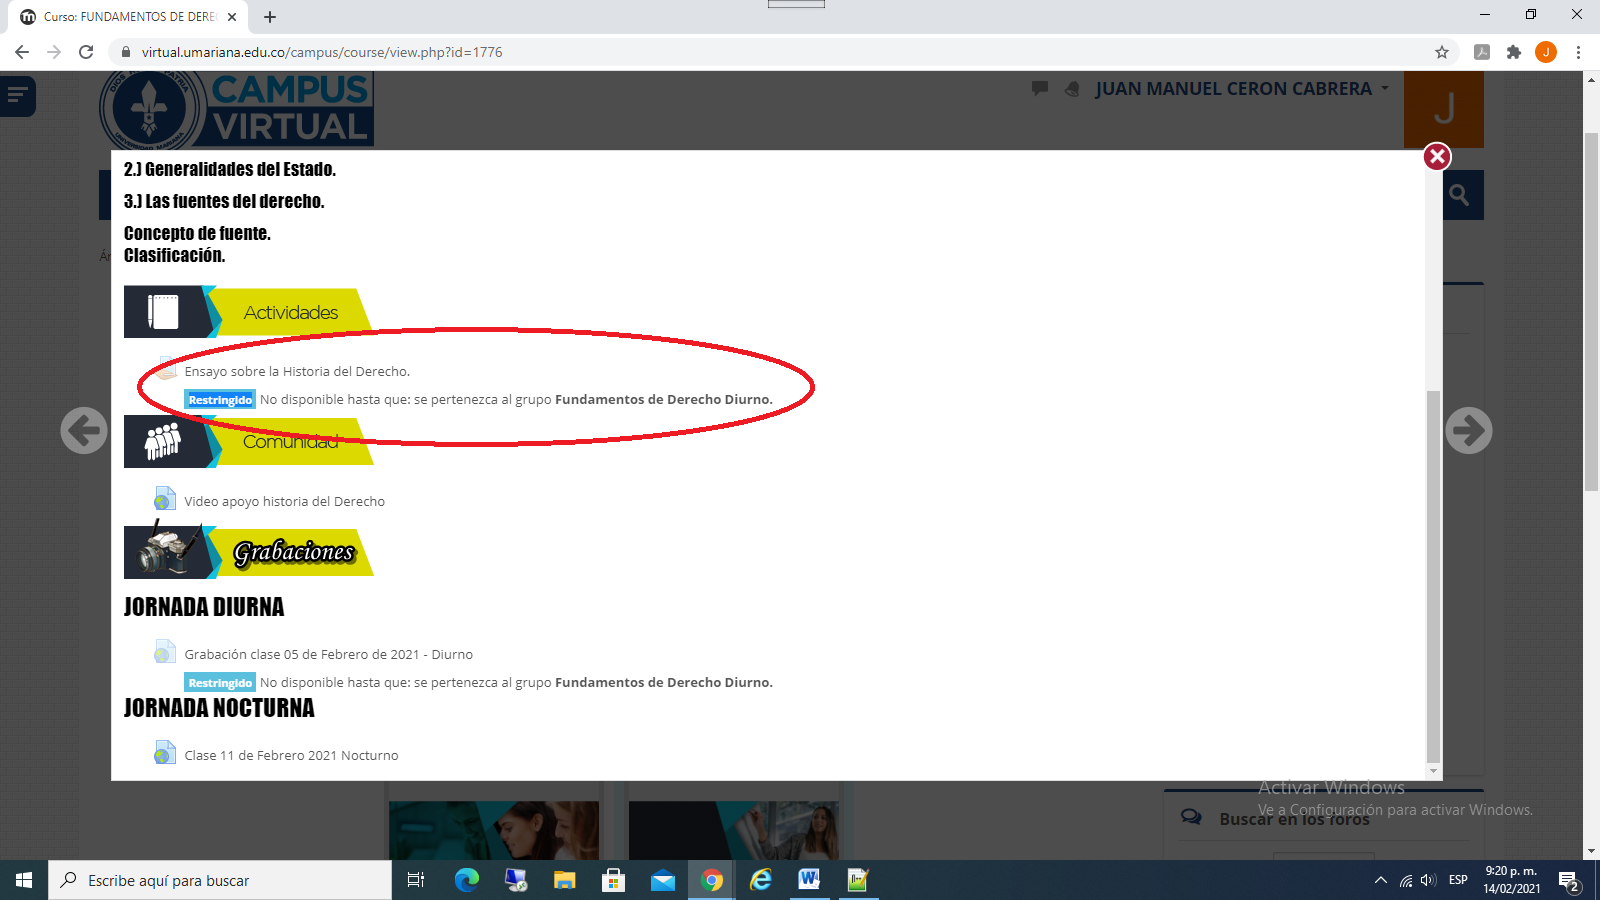 Curso: FUNDAMENTOS DE DERE
virtual.umariana.edu.co/campus/course/view.php?id=1776
J
CAMPUS
VIRTUAL
JUAN MANUEL CERON CABRERA
J
2.) Generalidades del Estado.
3.) Las fuentes del derecho.
Concepto de fuente.
Clasificación.
Actividades
Ensayo sobre la Historia del Derecho.
Restringido No disponible hasta que: se pertenezca al grupo Fundamentos de Derecho Diurno.
Comunidad
Video apoyo historia del Derecho
Grabaciones
JORNADA DIURNA
Grabación clase 05 de Febrero de 2021 - Diurno
Restringido No disponible hasta que: se pertenezca al grupo Fundamentos de Derecho Diurno.
JORNADA NOCTURNA
Clase 11 de Febrero 2021 Nocturno
Activar Windows
Ve a Configuración para activar Windows.
Buscar en los foros
Escribe aquí para buscar
ESP
9:20 p. m.
14/02/2021
2